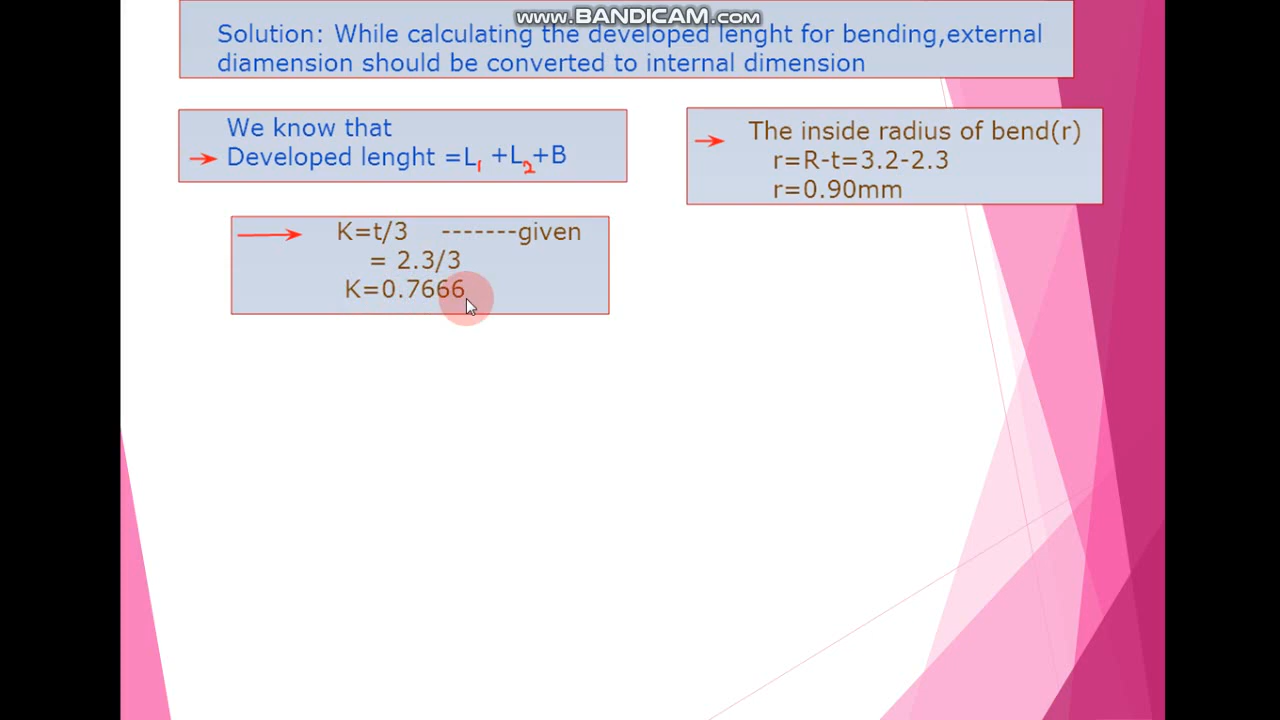 www.BANDICAM.com
Solution: While calculating the developed lenght for bending,external
diamension should be converted to internal dimension
We know that
Developed lenght =L1 +L2+B
The inside radius of bend(r)
r=R-t=3.2-2.3
r=0.90mm
K=t/3 -------given
= 2.3/3
K=0.7666